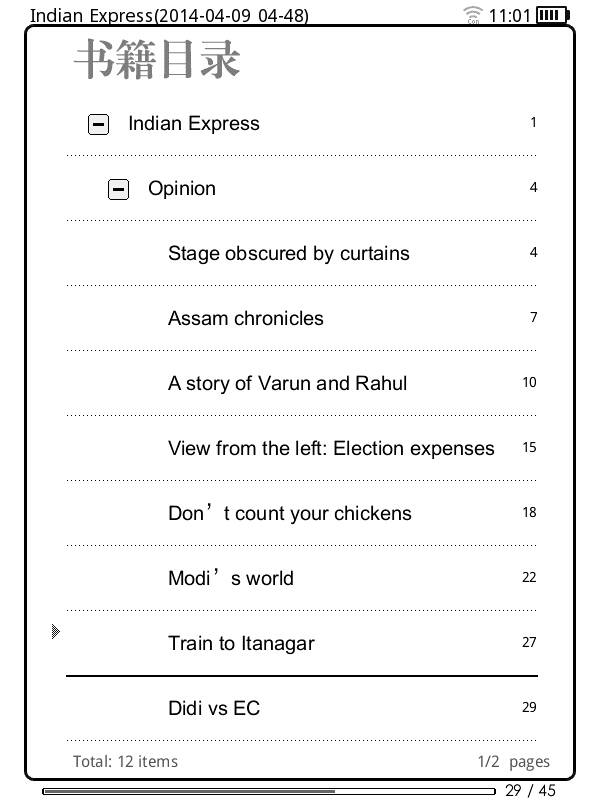 Indian Express(2014-04-09 04-48) Con 11:01
书籍目录
Indian Express 1
Opinion 4
Stage obscured by curtains 4
Assam chronicles 7
A story of Varun and Rahul 10
View from the left: Election expenses 15
Don’t count your chickens 18
Modi’s world 22
Train to Itanagar 27
Didi vs EC 29
Total: 12 items 1/2 pages
29 / 45